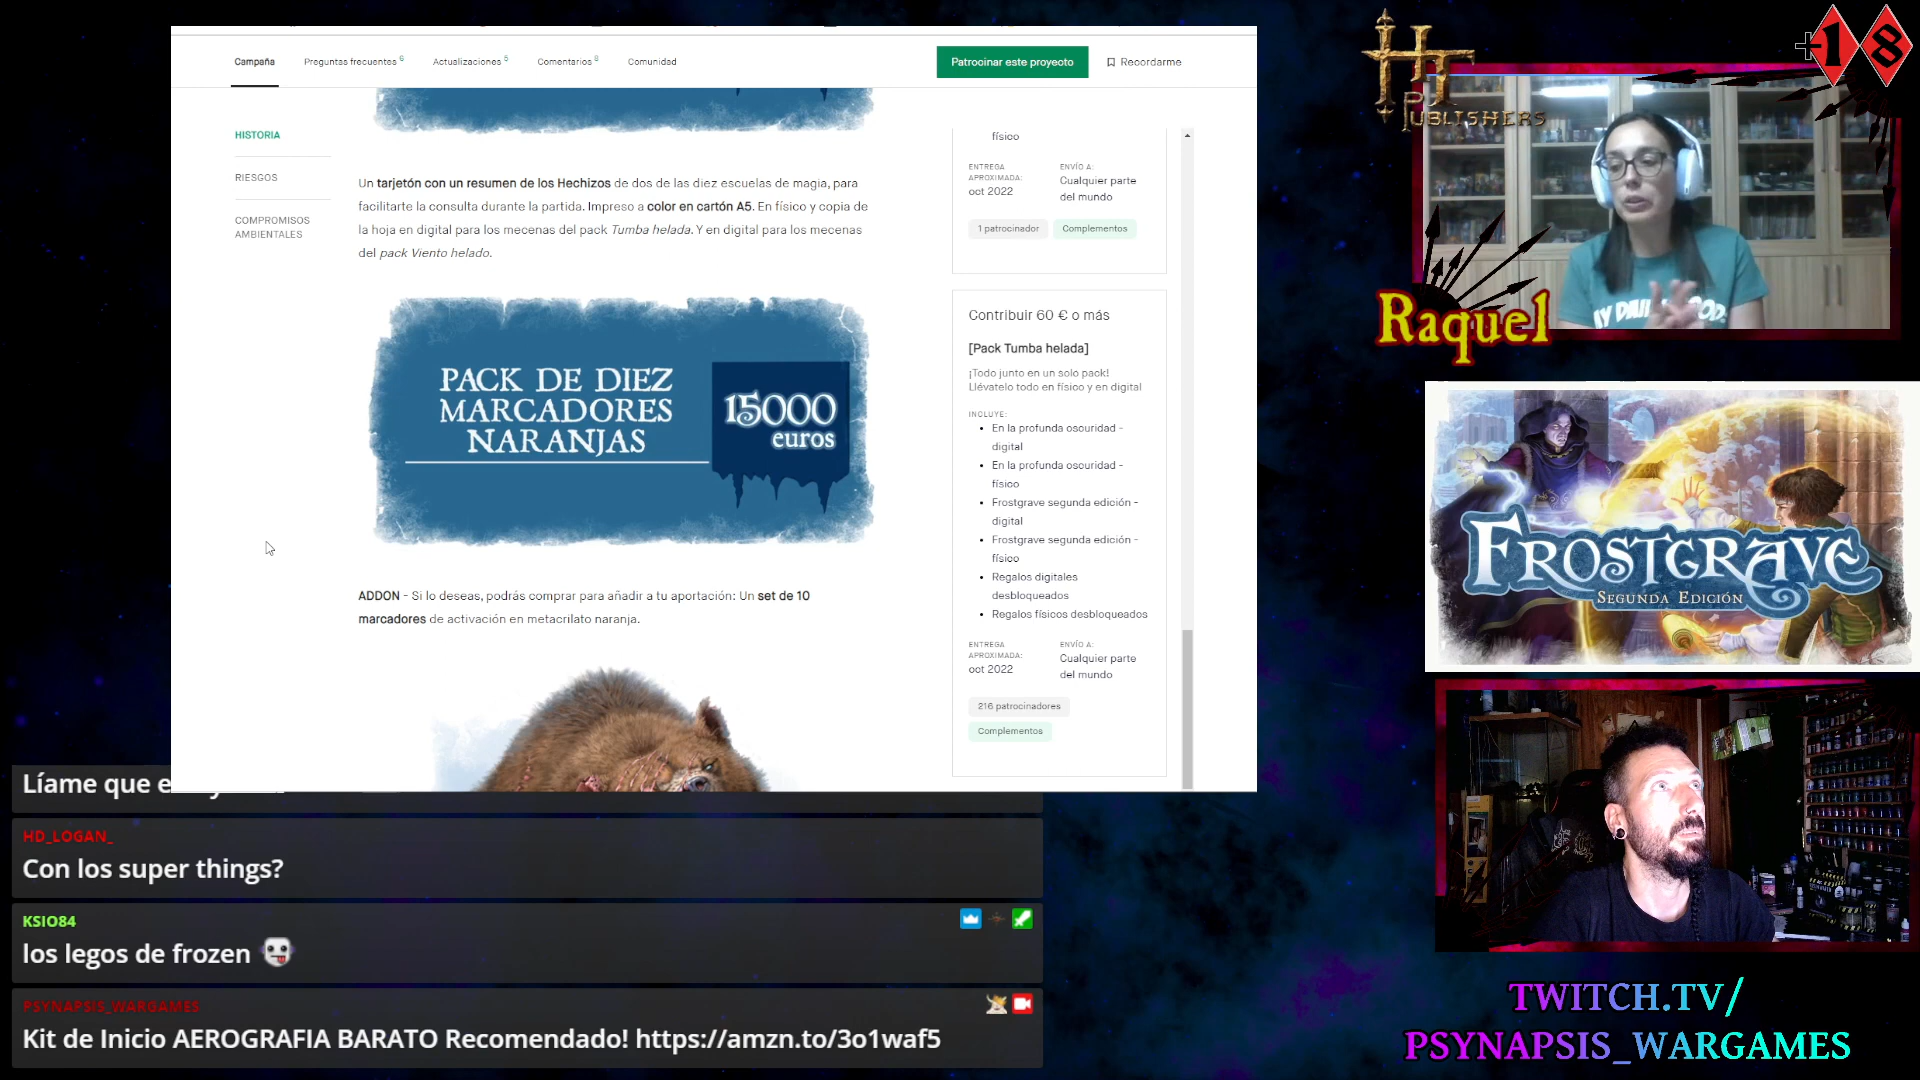 Campaña
Preguntas frecuentes 6
Actualizaciones 5
Comentarios 8
Comunidad
Patrocinar este proyecto
Recordarme
HISTORIA
RIESGOS
COMPROMISOS
AMBIENTALES
Un tarjetón con un resumen de los Hechizos de dos de las diez escuelas de magia, para
facilitarte la consulta durante la partida. Impreso a color en cartón A5. En físico y copia de
la hoja en digital para los mecenas del pack Tumba helada. Y en digital para los mecenas
del pack Viento helado.
PACK DE DIEZ
MARCADORES
NARANJAS
15000
euros
ADDON - Si lo deseas, podrás comprar para añadir a tu aportación: Un set de 10
marcadores de activación en metacrilato naranja.
físico
ENTREGA
APROXIMADA:
oct 2022
ENVÍO A:
Cualquier parte
del mundo
1 patrocinador
Complementos
Contribuir 60 € o más
[Pack Tumba helada]
¡Todo junto en un solo pack!
Llévatelo todo en físico y en digital
INCLUYE:
En la profunda oscuridad -
digital
En la profunda oscuridad -
físico
Frostgrave segunda edición -
digital
Frostgrave segunda edición -
físico
Regalos digitales
desbloqueados
Regalos físicos desbloqueados
ENTREGA
APROXIMADA:
oct 2022
ENVÍO A:
Cualquier parte
del mundo
216 patrocinadores
Complementos
HT
PUBLISHERS
+18
Raquel
FROSTGRAVE
SEGUNDA EDICIÓN
TWITCH.TV/
PSYNAPSIS_WARGAMES
Líame que
HD_LOGAN_
Con los super things?
KSIO84
los legos de frozen
PSYNAPSIS_WARGAMES
Kit de Inicio AEROGRAFIA BARATO Recomendado! https://amzn.to/3o1waf5